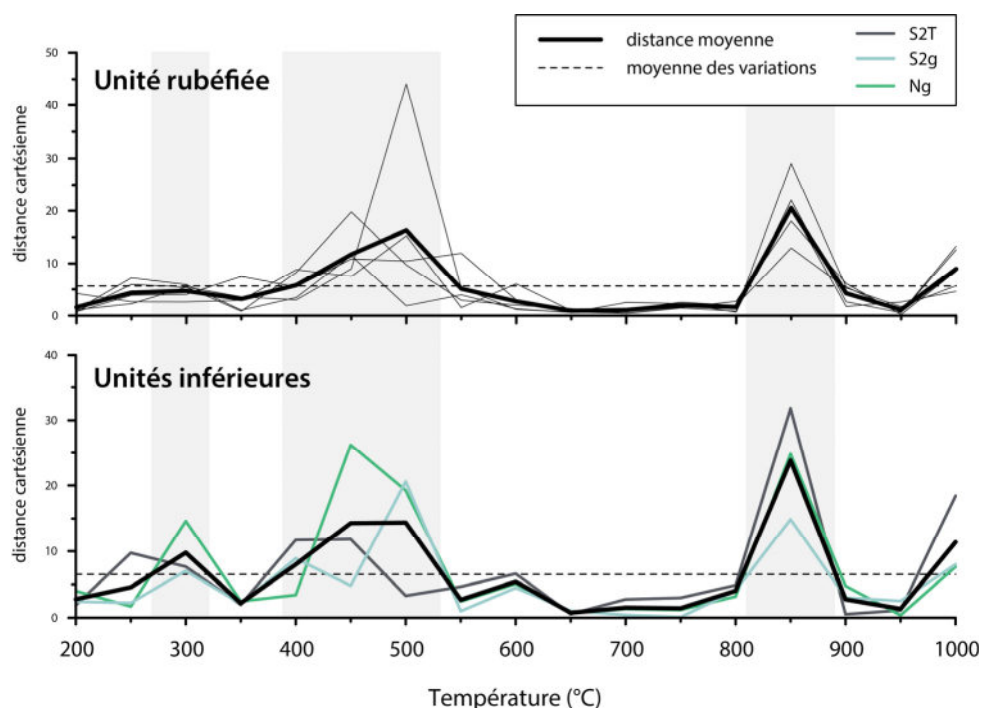 distance moyenne
moyenne des variations
S2T
S2g
Ng
Unité rubéfiée
distance cartésienne
50
40
30
20
10
0
Unités inférieures
distance cartésienne
40
30
20
10
0
200 300 400 500 600 700 800 900 1000
Température (°C)